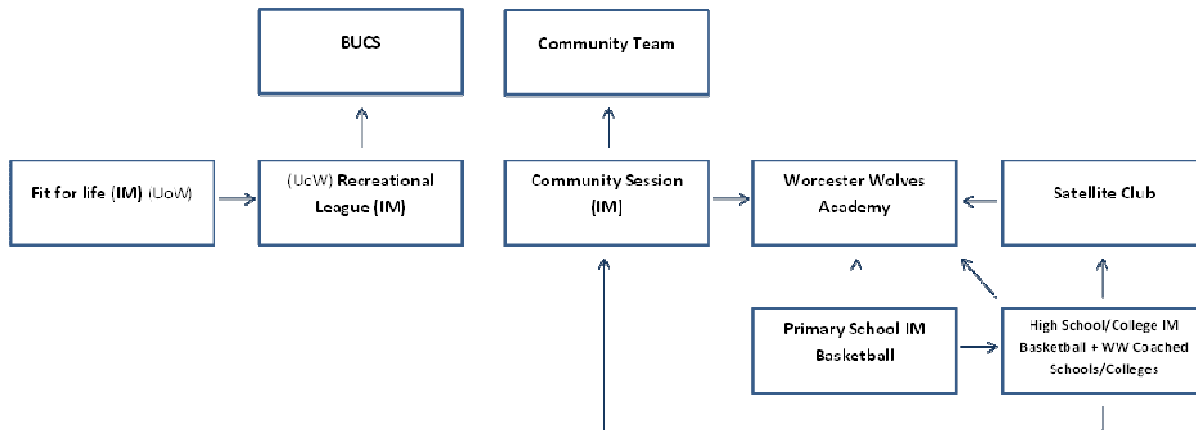 BUCS
Community Team
Fit for life (IM) (UoW)
(UoW) Recreational
League (IM)
Community Session
(IM)
Worcester Wolves
Academy
Satellite Club
Primary School IM
Basketball
High School/College IM
Basketball + WW Coached
Schools/Colleges